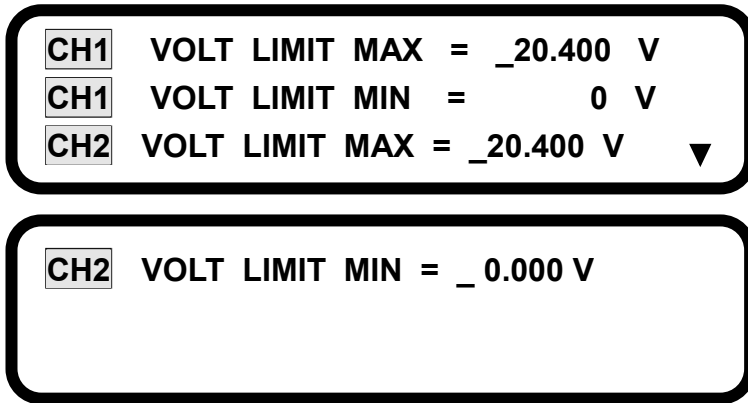 CH1 VOLT LIMIT MAX = _20.400 V
CH1 VOLT LIMIT MIN = 0 V
CH2 VOLT LIMIT MAX = _20.400 V ▼
CH2 VOLT LIMIT MIN = _ 0.000 V